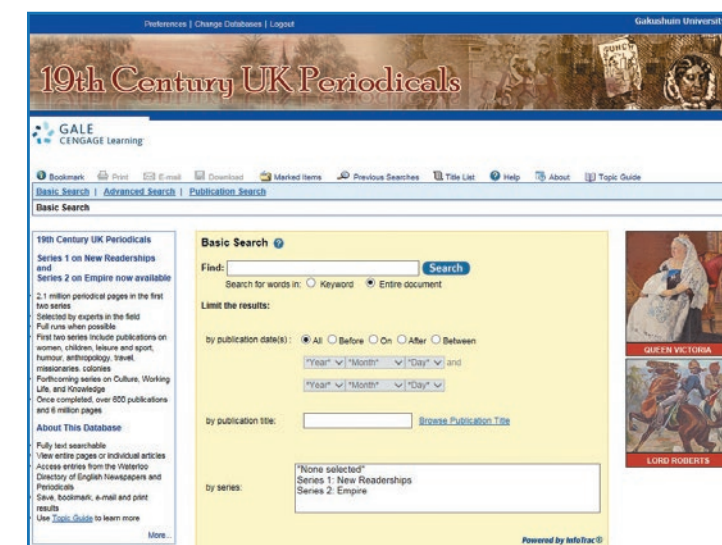 Preferences | Change Databases | Logout
Gakushuin University
19th Century UK Periodicals
PUNCH
GALE
CENGAGE Learning
Bookmark Print E-mail Download Marked Items Previous Searches Title List Help About Topic Guide
Basic Search | Advanced Search | Publication Search
Basic Search
19th Century UK Periodicals
Series 1 on New Readerships
and
Series 2 on Empire now available
2.1 million periodical pages in the first
two series
Selected by experts in the field
Full runs when possible
First two series include publications on
women, children, leisure and sport,
humour, anthropology, travel,
missionaries, colonies
Forthcoming series on Culture, Working
Life, and Knowledge
Once completed, over 600 publications
and 6 million pages
About This Database
Fully text searchable
View entire pages or individual articles
Access entries from the Waterloo
Directory of English Newspapers and
Periodicals
Save, bookmark, e-mail and print
results
Use Topic Guide to learn more
More...
Basic Search
Find: Search
Search for words in: Keyword Entire document
Limit the results:
by publication date(s): All Before On After Between
*Year* *Month* *Day* and
*Year* *Month* *Day*
by publication title: Browse Publication Title
by series:
*None selected*
Series 1: New Readerships
Series 2: Empire
Powered by InfoTrac®
QUEEN VICTORIA
LORD ROBERTS